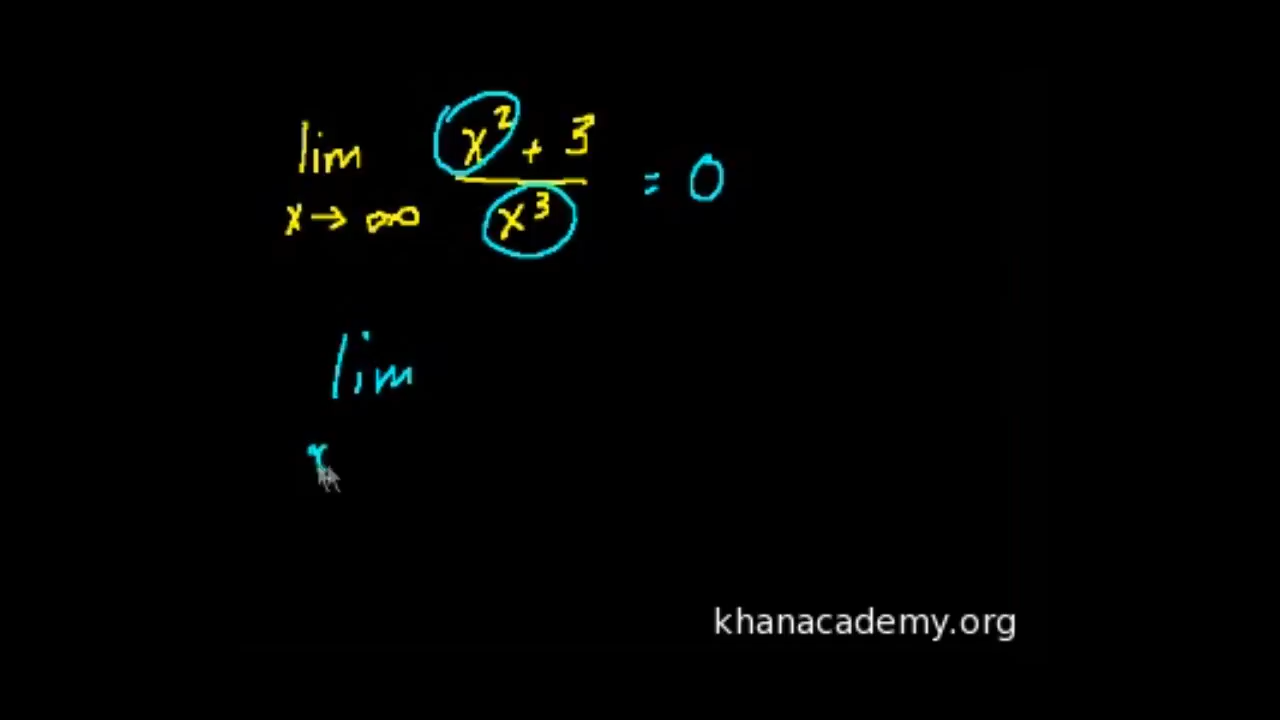 lim x → ∞ x² + 3 / x³ = 0
lim
x
khanacademy.org